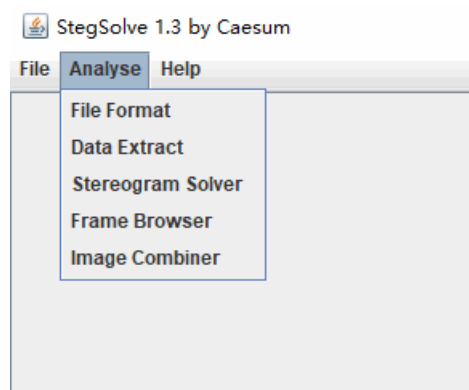 StegSolve 1.3 by Caesum
File Analyse Help
File Format
Data Extract
Stereogram Solver
Frame Browser
Image Combiner